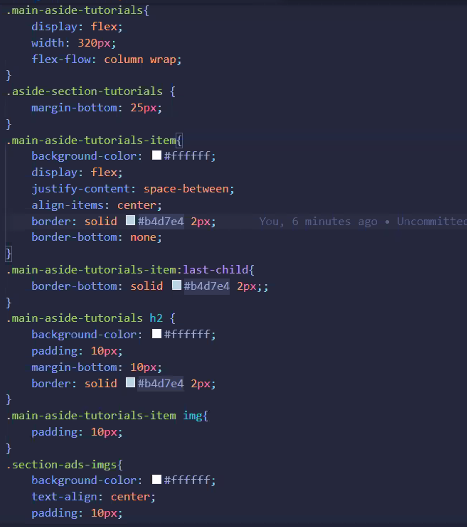 .main-aside-tutorials{
display: flex;
width: 320px;
flex-flow: column wrap;
}
.aside-section-tutorials {
margin-bottom: 25px;
}
.main-aside-tutorials-item{
background-color: #ffffff;
display: flex;
justify-content: space-between;
align-items: center;
border: solid #b4d7e4 2px; You, 6 minutes ago • Uncommitted
border-bottom: none;
}
.main-aside-tutorials-item:last-child{
border-bottom: solid #b4d7e4 2px;;
}
.main-aside-tutorials h2 {
background-color: #ffffff;
padding: 10px;
margin-bottom: 10px;
border: solid #b4d7e4 2px;
}
.main-aside-tutorials-item img{
padding: 10px;
}
.section-ads-imgs{
background-color: #ffffff;
text-align: center;
padding: 10px;